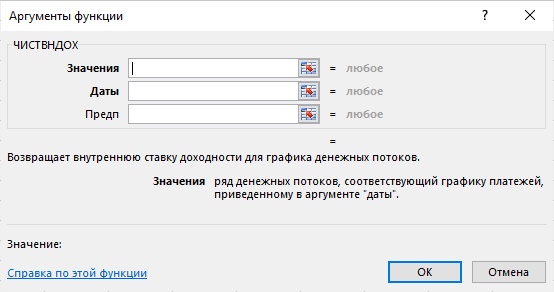 Аргументы функции ? ×
ЧИСТВНДОХ
Значения = любое
Даты = любое
Предп = любое
=
Возвращает внутреннюю ставку доходности для графика денежных потоков.
Значения ряд денежных потоков, соответствующий графику платежей,
приведенному в аргументе "даты".
Значение:
Справка по этой функции ОК Отмена